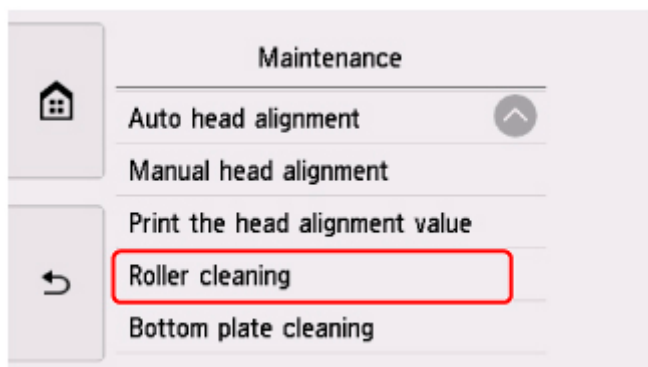 Maintenance
Auto head alignment
Manual head alignment
Print the head alignment value
Roller cleaning
Bottom plate cleaning